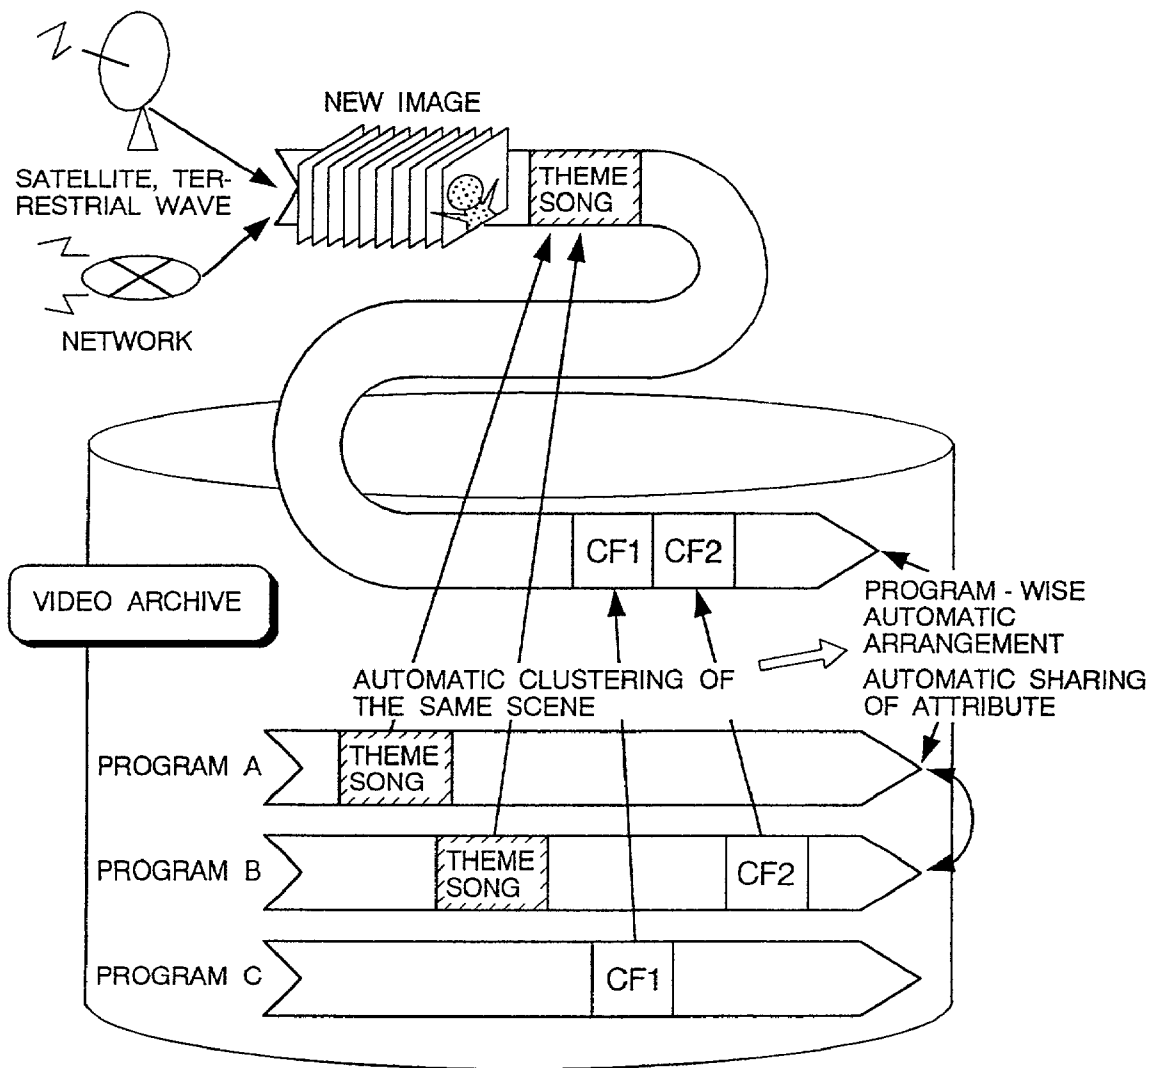 NEW IMAGE
SATELLITE, TER-
RESTRIAL WAVE
THEME
SONG
NETWORK
CF1 CF2
VIDEO ARCHIVE
PROGRAM - WISE
AUTOMATIC
ARRANGEMENT
AUTOMATIC CLUSTERING OF
THE SAME SCENE
AUTOMATIC SHARING
OF ATTRIBUTE
PROGRAM A
THEME
SONG
PROGRAM B
THEME
SONG
CF2
PROGRAM C
CF1